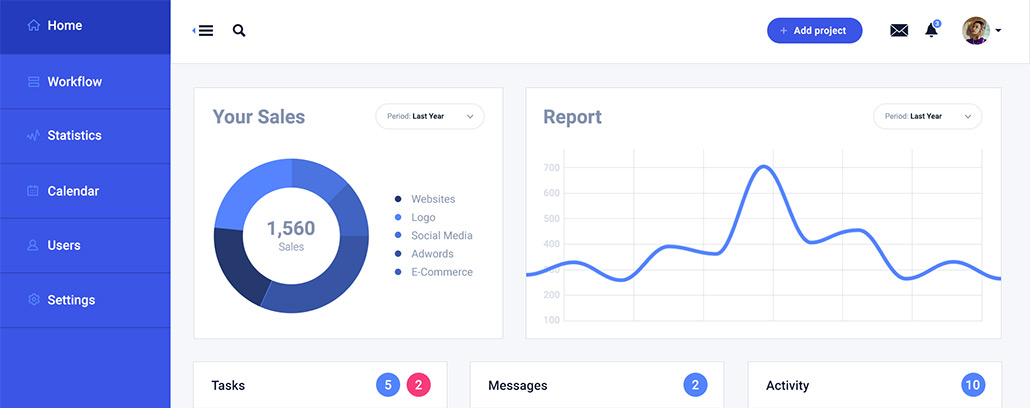 Home
Workflow
Statistics
Calendar
Users
Settings
+ Add project
3
Your Sales
Period: Last Year
1,560
Sales
Websites
Logo
Social Media
Adwords
E-Commerce
Report
Period: Last Year
700
600
500
400
300
200
100
Tasks 5 2
Messages 2
Activity 10